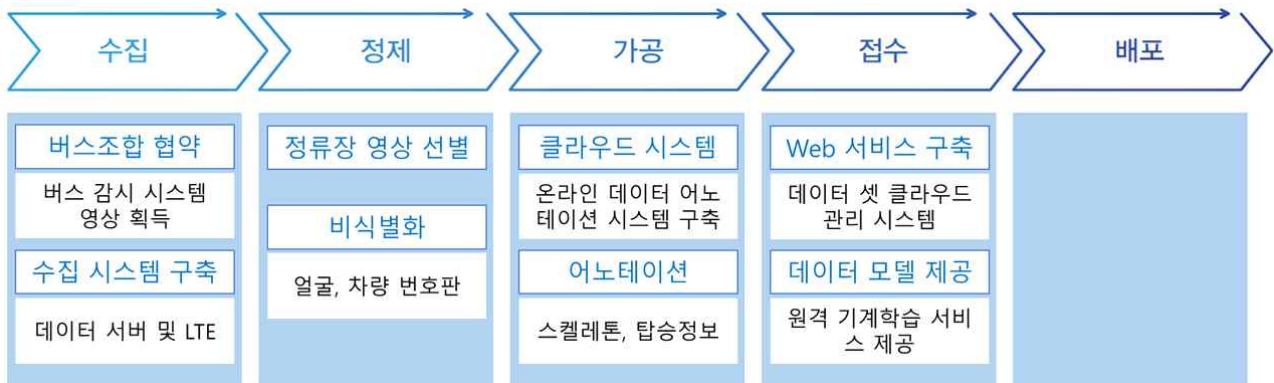 수집
정제
가공
접수
배포
버스조합 협약
버스 감시 시스템
영상 획득
수집 시스템 구축
데이터 서버 및 LTE
정류장 영상 선별
비식별화
얼굴, 차량 번호판
클라우드 시스템
온라인 데이터 어노
테이션 시스템 구축
어노테이션
스켈레톤, 탑승정보
Web 서비스 구축
데이터 셋 클라우드
관리 시스템
데이터 모델 제공
원격 기계학습 서비
스 제공